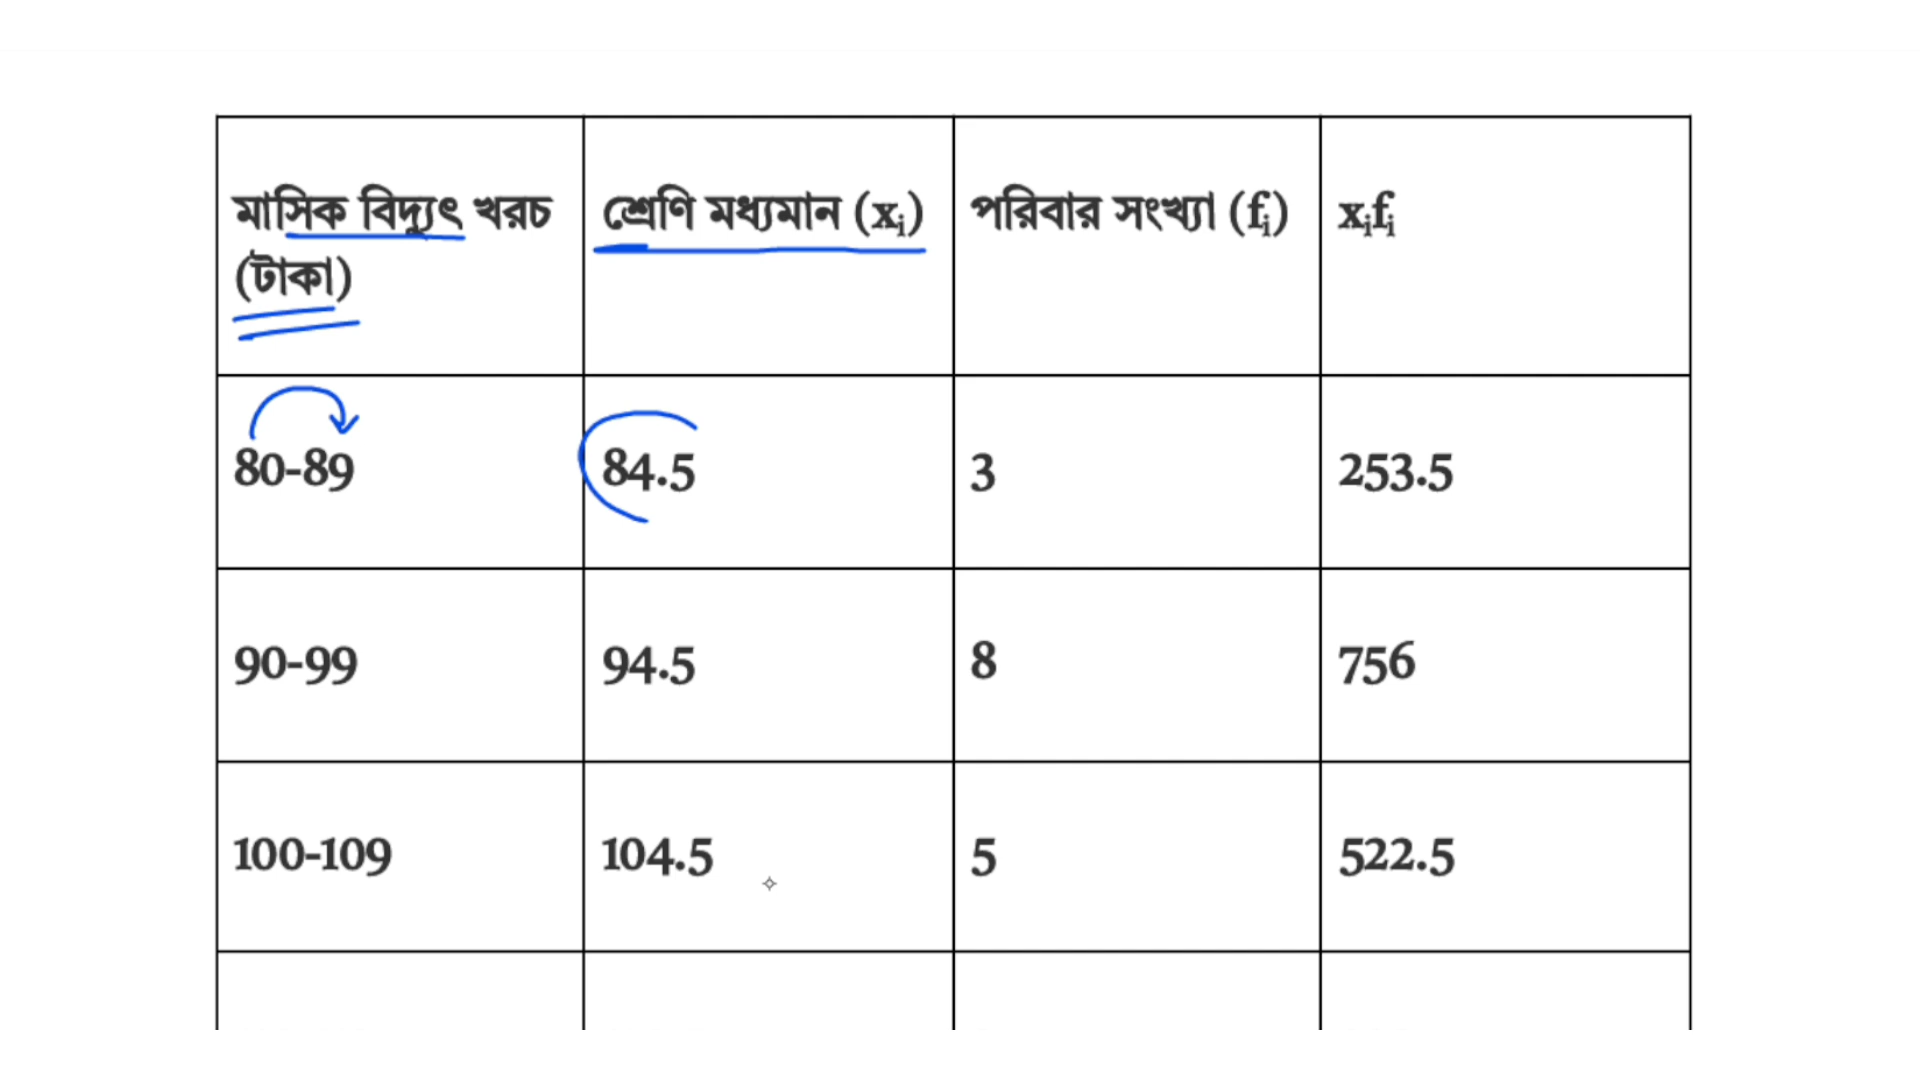 মাসিক বিদ্যুৎ খরচ (টাকা) শ্রেণি মধ্যমান (xᵢ) পরিবার সংখ্যা (fᵢ) xᵢfᵢ
80-89 84.5 3 253.5
90-99 94.5 8 756
100-109 104.5 5 522.5